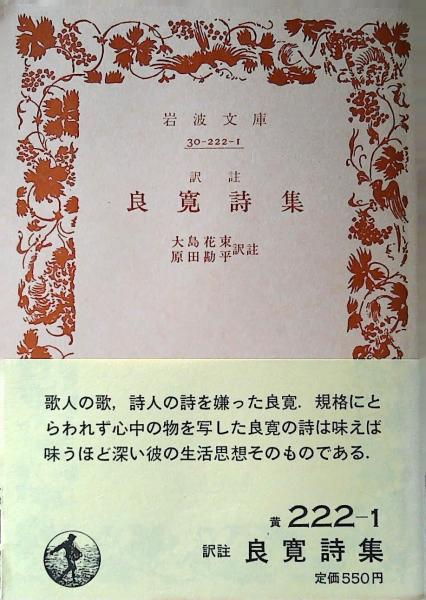 岩波文庫
30-222-1
訳註
良寛詩集
大島花東
原田勘平 訳註
歌人の歌，詩人の詩を嫌った良寛．規格にと
らわれず心中の物を写した良寛の詩は味えば
味うほど深い彼の生活思想そのものである．
黄 222-1
訳註 良寛詩集
定価550円